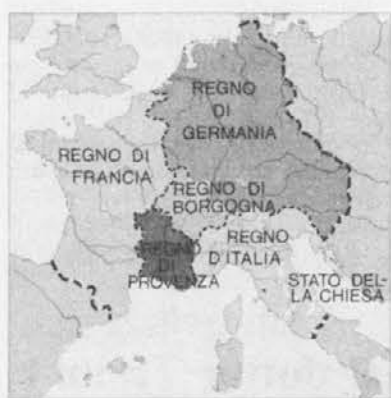 REGNO
DI
GERMANIA
REGNO DI
FRANCIA
REGNO DI
BORGOGNA
REGNO
D'ITALIA
REGNO
DI
PROVENZA
STATO DEL-
LA CHIESA